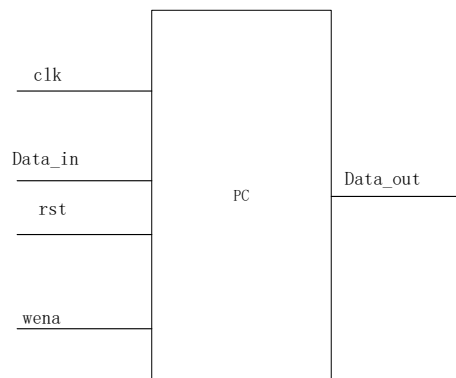 clk
Data_in
rst
wena
PC
Data_out